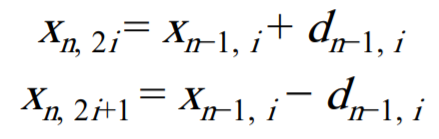 x_{n, 2i} = x_{n-1, i} + d_{n-1, i}
x_{n, 2i+1} = x_{n-1, i} - d_{n-1, i}